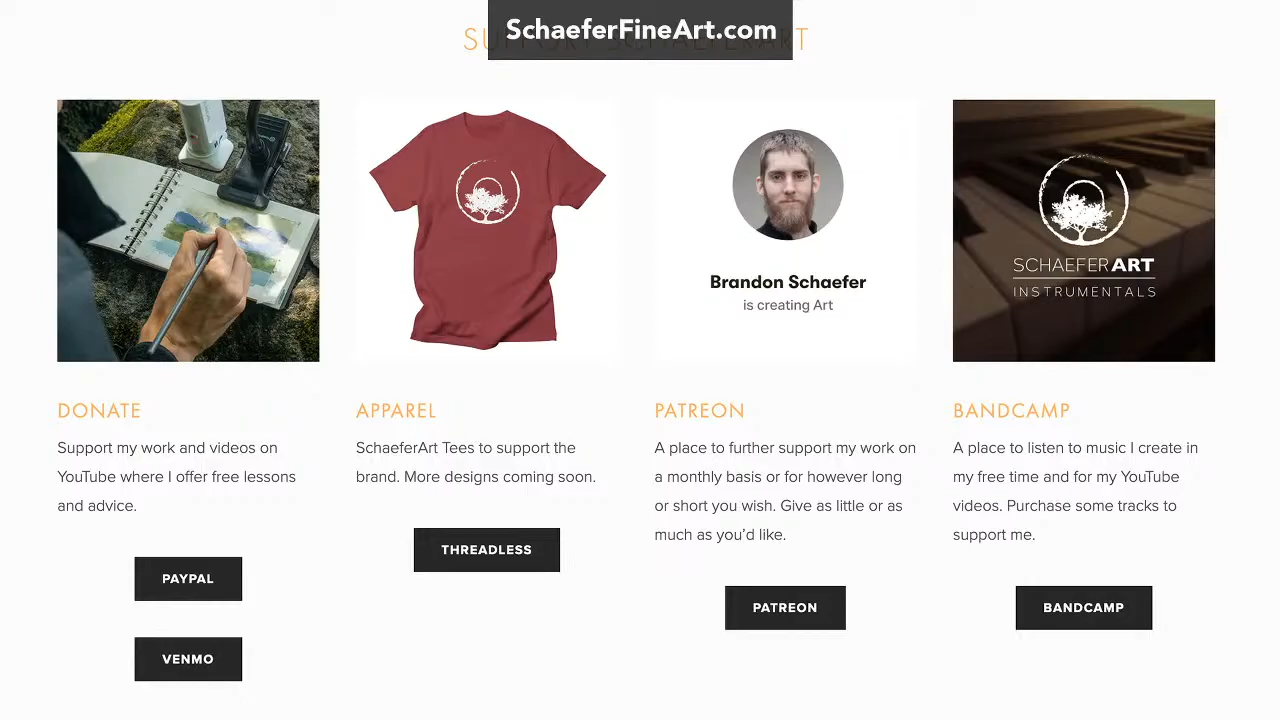 SchaeferFineArt.com
SUPPORT SCHAEFERART
SCHAEFERART
INSTRUMENTALS
Brandon Schaefer
is creating Art
DONATE
Support my work and videos on
YouTube where I offer free lessons
and advice.
PAYPAL
VENMO
APPAREL
SchaeferArt Tees to support the
brand. More designs coming soon.
THREADLESS
PATREON
A place to further support my work on
a monthly basis or for however long
or short you wish. Give as little or as
much as you’d like.
PATREON
BANDCAMP
A place to listen to music I create in
my free time and for my YouTube
videos. Purchase some tracks to
support me.
BANDCAMP